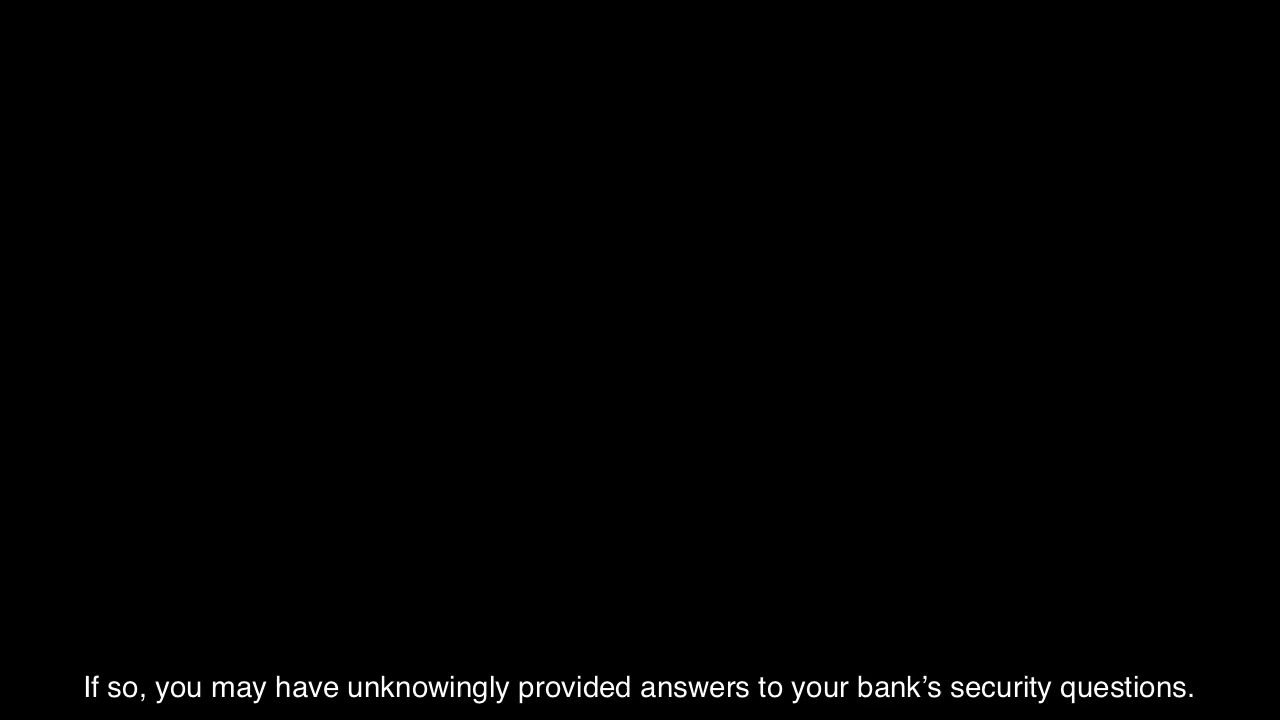 If so, you may have unknowingly provided answers to your bank’s security questions.